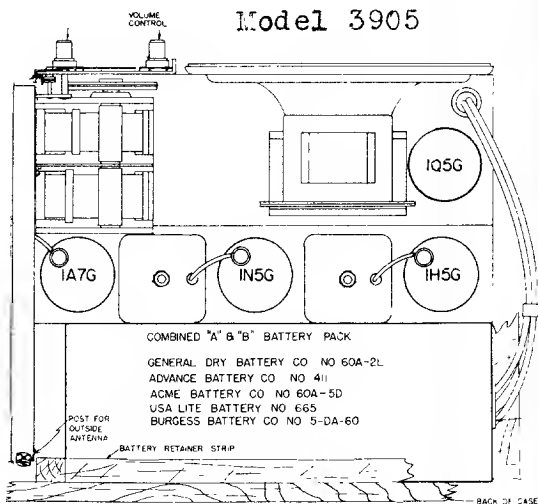 VOLUME
CONTROL
Model 3905
1Q5G
1A7G
1N5G
1H5G
COMBINED "A" & "B" BATTERY PACK
GENERAL DRY BATTERY CO NO 60A-2L
ADVANCE BATTERY CO NO 411
ACME BATTERY CO NO 60A-5D
USA LITE BATTERY NO 665
BURGESS BATTERY CO NO 5-DA-60
POST FOR
OUTSIDE
ANTENNA
BATTERY RETAINER STRIP
BACK OF CASE